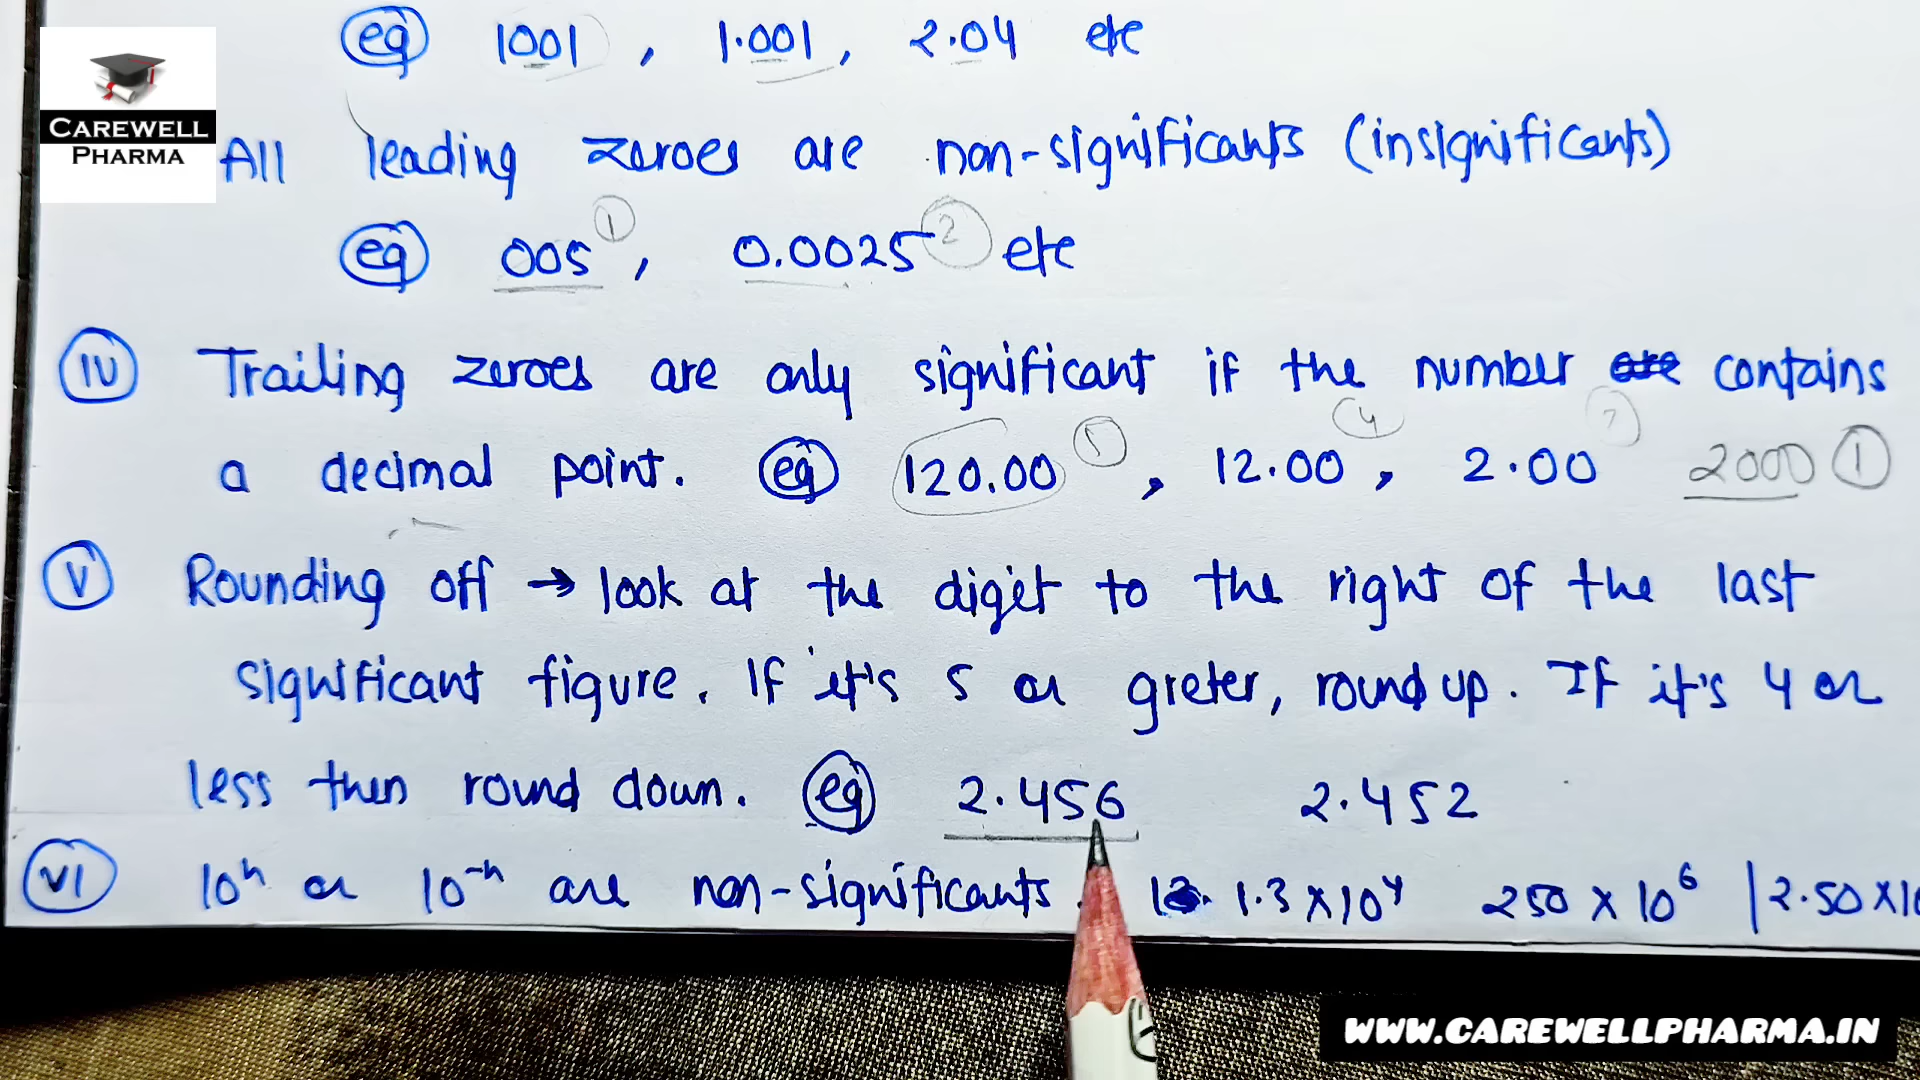 eg 1001 , 1.001 , 2.04 etc
CAREWELL
PHARMA
All leading zeroes are non-significants (insignificants)
eg 005 ① , 0.0025 ② etc
IV Trailing zeroes are only significant if the number are contains
a decimal point. eg 120.00 ⑤ , 12.00 ④ , 2.00 2000 ①
V Rounding off → look at the digit to the right of the last
significant figure. If it's 5 or greter, round up. If it's 4 or
less then round down. eg 2.456 2.452
VI 10ⁿ or 10⁻ⁿ are non-significants. 1.3 × 10⁴ 250 × 10⁶ | 2.50 × 10
WWW.CAREWELLPHARMA.IN